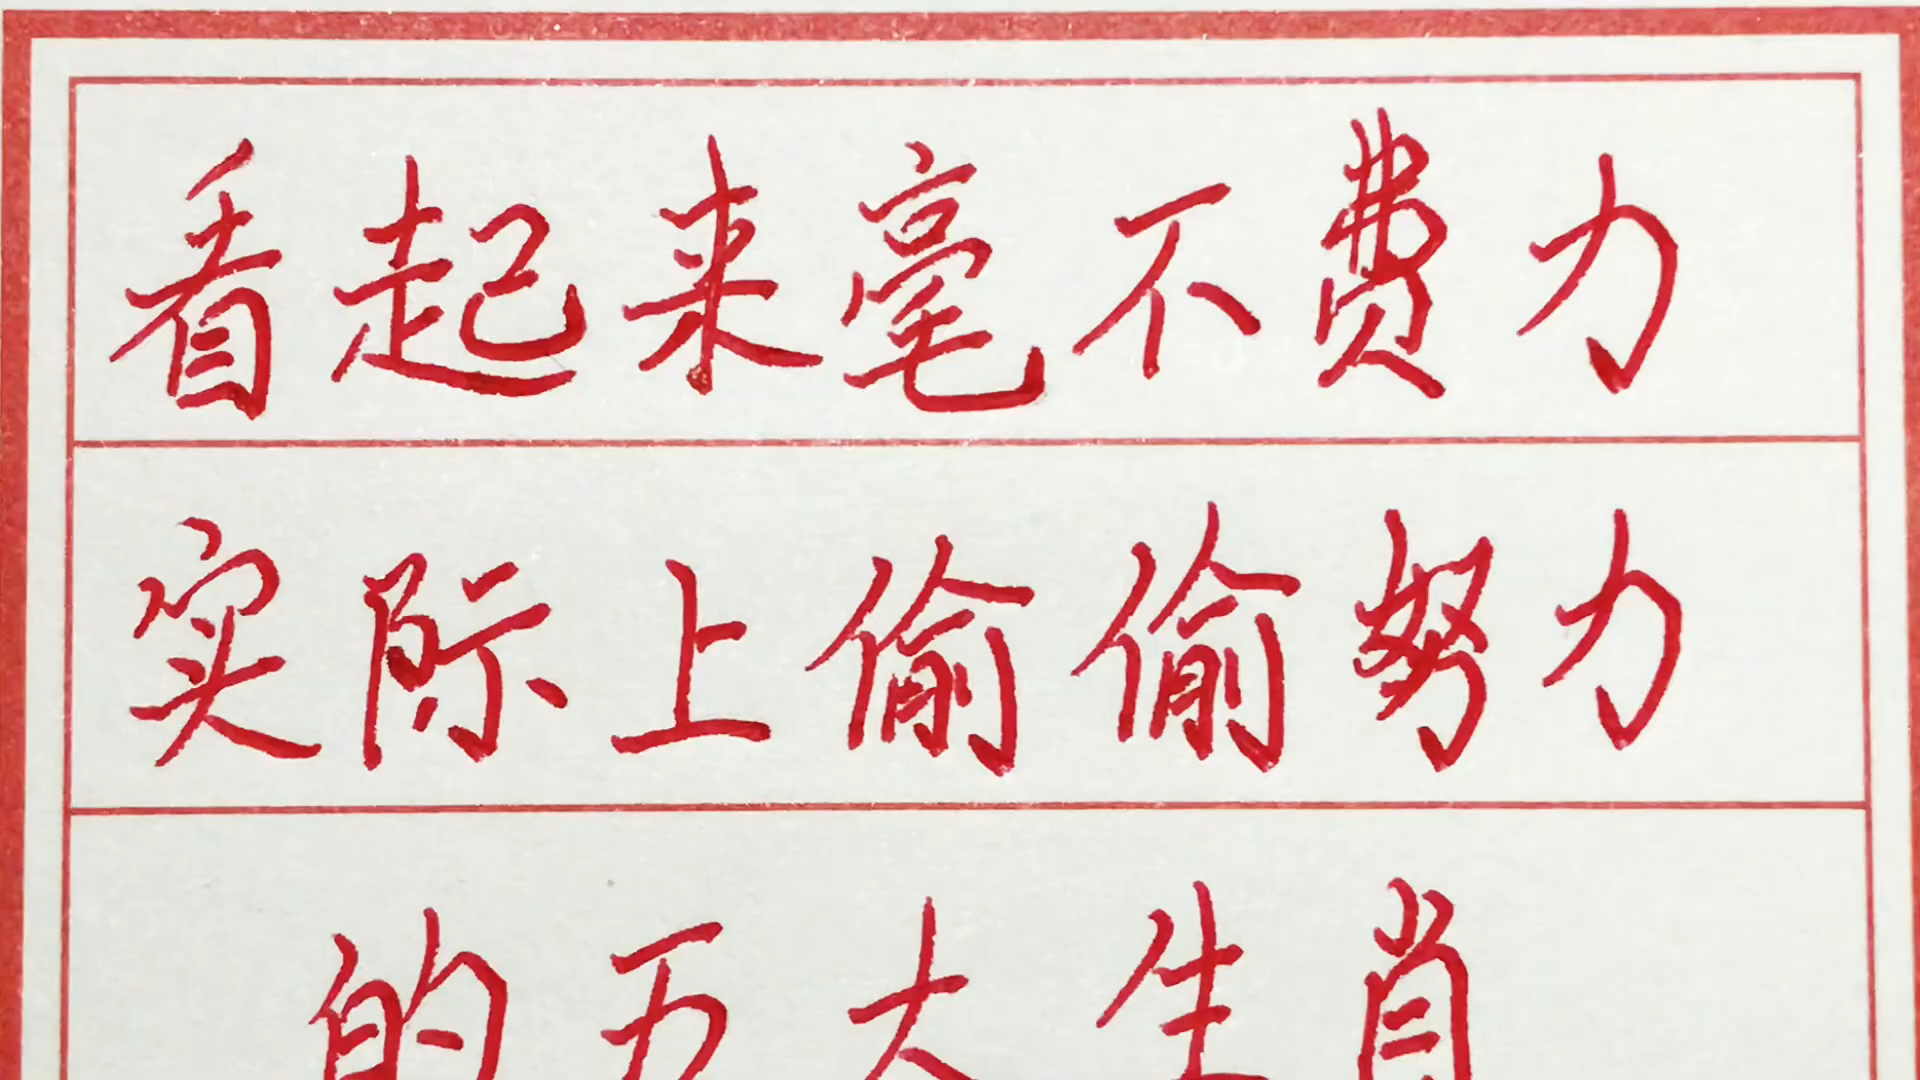 看起来毫不费力
实际上偷偷努力
的五大生肖